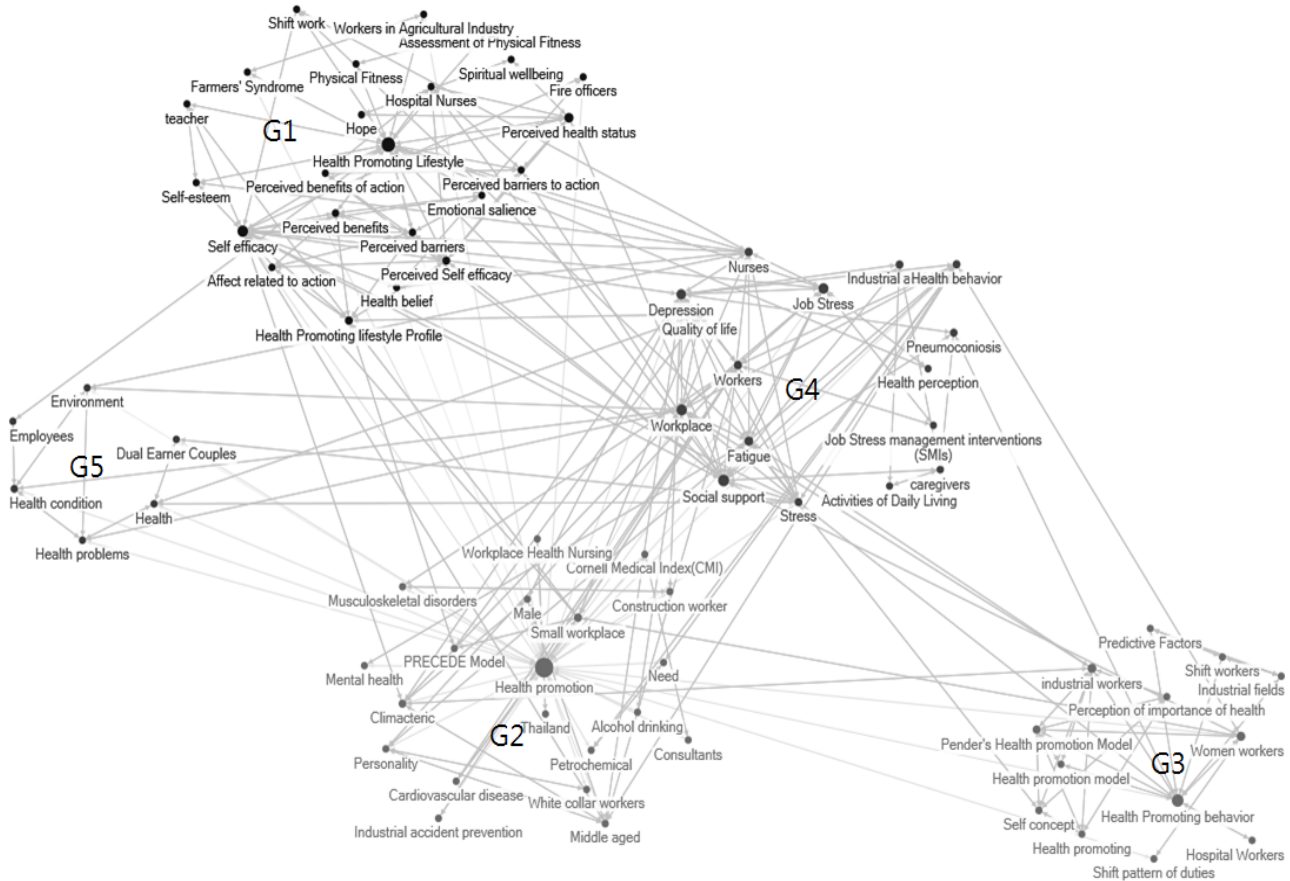 Shift work
Workers in Agricultural Industry
Assessment of Physical Fitness
Farmers' Syndrome
Physical Fitness
Spiritual wellbeing
Fire officers
Hospital Nurses
teacher
G1
Hope
Perceived health status
Health Promoting Lifestyle
Self-esteem
Perceived benefits of action
Perceived barriers to action
Emotional salience
Perceived benefits
Self efficacy
Perceived barriers
Affect related to action
Perceived Self efficacy
Health belief
Health Promoting lifestyle Profile
Nurses
Industrial a
Health behavior
Depression
Job Stress
Quality of life
Pneumoconiosis
Workers
G4
Health perception
Workplace
Job Stress management interventions
(SMIs)
Fatigue
caregivers
Social support
Activities of Daily Living
Stress
Environment
Employees
Dual Earner Couples
G5
Health condition
Health
Health problems
Workplace Health Nursing
Cornell Medical Index(CMI)
Musculoskeletal disorders
Male
Construction worker
Small workplace
PRECEDE Model
Mental health
Health promotion
Need
Climacteric
Thailand
Alcohol drinking
G2
Personality
Petrochemical
Consultants
Cardiovascular disease
White collar workers
Industrial accident prevention
Middle aged
Predictive Factors
Shift workers
industrial workers
Industrial fields
Perception of importance of health
Pender's Health promotion Model
Women workers
G3
Health promotion model
Self concept
Health Promoting behavior
Health promoting
Hospital Workers
Shift pattern of duties